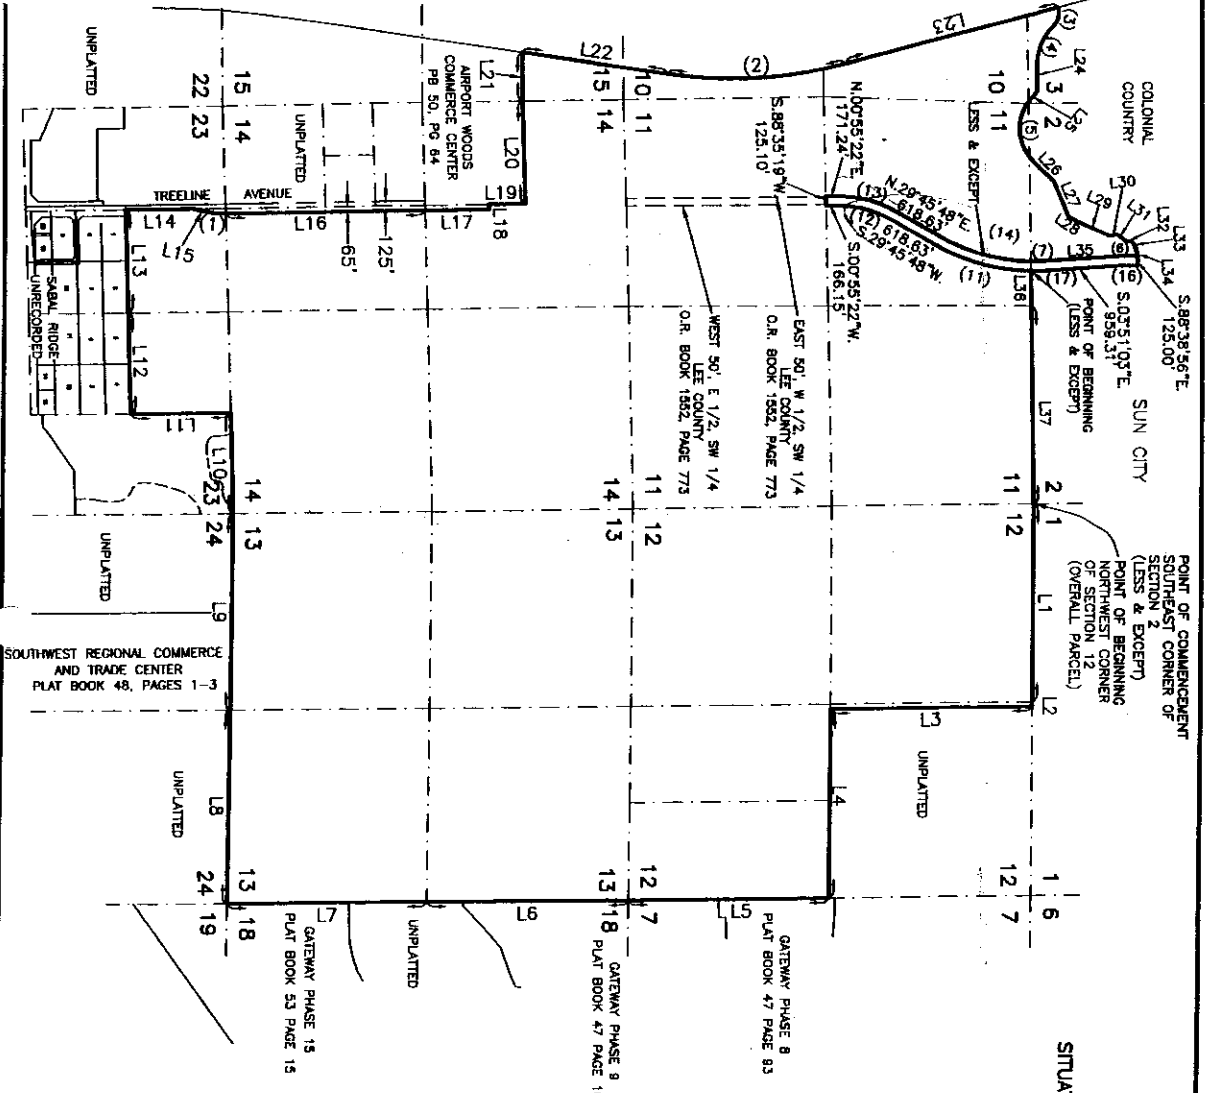 COLONIAL
COUNTRY
SUN CITY
POINT OF COMMENCEMENT
SOUTHEAST CORNER OF
SECTION 2
(LESS & EXCEPT)
POINT OF BEGINNING
NORTHWEST CORNER
OF SECTION 12
(OVERALL PARCEL)
SITUA
S.88°38'56"E.
125.00'
S.03°51'03"E.
959.31'
POINT OF BEGINNING
(LESS & EXCEPT)
(3)
(4)
L24
L25
(5)
L26
L27
L28
L29
L30
L31
L32
L33
L34
(6)
(16)
L35
(7)
(17)
L36
L37
L1
L2
3
2
10
11
2
1
11
12
1
6
12
7
L23
(2)
L22
LESS & EXCEPT
N.00°55'22"E.
171.24'
S.88°35'19"W.
125.10'
N.29°45'48"E.
618.63'
(13)
(14)
(12)
618.63'
S.29°45'48"W.
(11)
S.00°55'22"W.
166.15'
EAST 50', W 1/2, SW 1/4
LEE COUNTY
O.R. BOOK 1552, PAGE 773
WEST 50', E 1/2, SW 1/4
LEE COUNTY
O.R. BOOK 1552, PAGE 773
L3
UNPLATTED
L4
L5
GATEWAY PHASE 8
PLAT BOOK 47 PAGE 93
10
11
15
14
11
12
14
13
12
7
13
18
L21
L20
L19
L18
AIRPORT WOODS
COMMERCE CENTER
PB 50, PG 64
UNPLATTED
L17
L16
125'
65'
L6
GATEWAY PHASE 9
PLAT BOOK 47 PAGE
UNPLATTED
L7
GATEWAY PHASE 15
PLAT BOOK 53 PAGE 15
UNPLATTED
15
14
22
23
TREELINE AVENUE
(1)
L15
L14
L13
L12
L11
L10
SABAL RIDGE
UNRECORDED
14
13
23
24
UNPLATTED
L9
SOUTHWEST REGIONAL COMMERCE
AND TRADE CENTER
PLAT BOOK 48, PAGES 1-3
UNPLATTED
L8
13
18
24
19